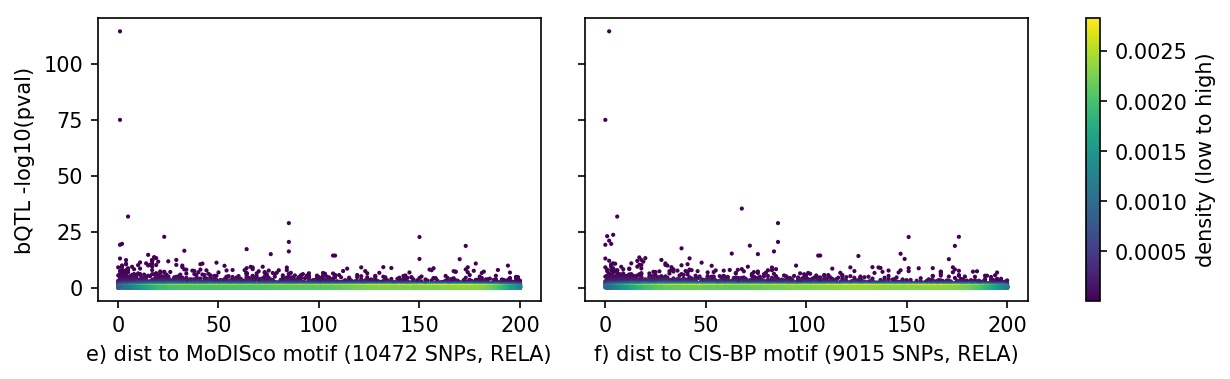 bQTL -log10(pval)
100
75
50
25
0
0 50 100 150 200
e) dist to MoDISco motif (10472 SNPs, RELA)
0 50 100 150 200
f) dist to CIS-BP motif (9015 SNPs, RELA)
0.0025
0.0020
0.0015
0.0010
0.0005
density (low to high)